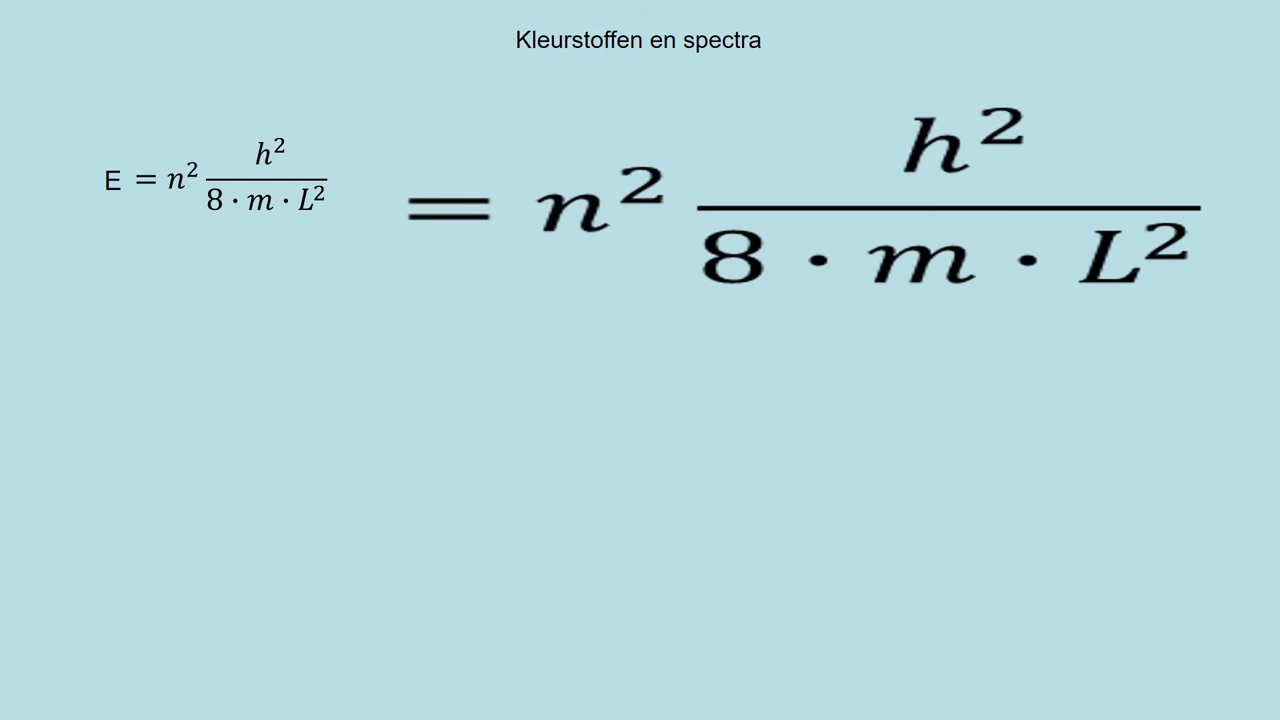 Kleurstoffen en spectra
E = n² h² / 8 · m · L²
= n² h² / 8 · m · L²